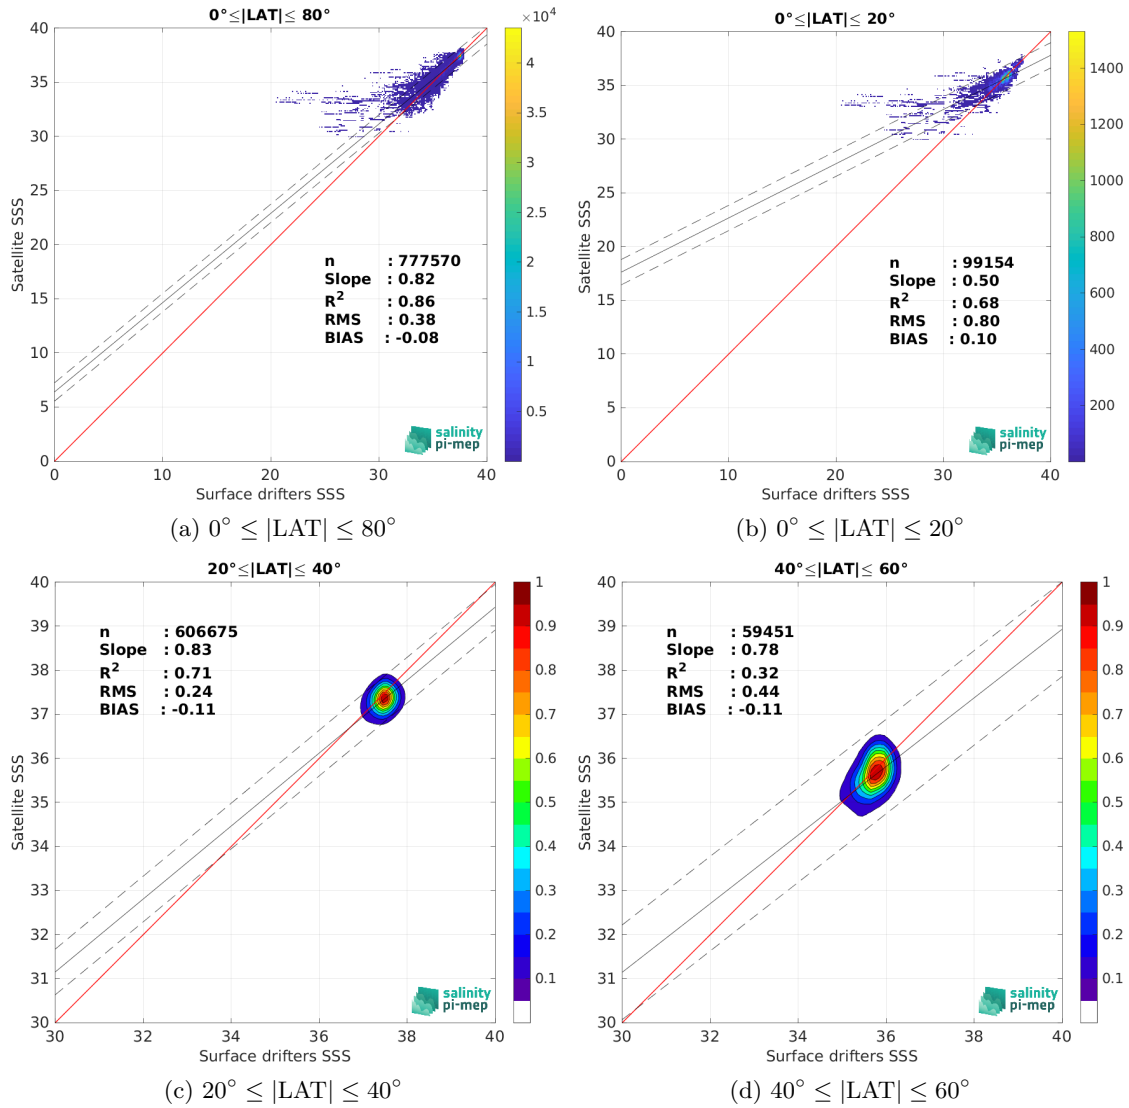 0°≤|LAT|≤ 80°
×10⁴
40
35
30
25
20
15
10
5
0
Satellite SSS
n : 777570
Slope : 0.82
R² : 0.86
RMS : 0.38
BIAS : -0.08
salinity
pi-mep
0 10 20 30 40
Surface drifters SSS
4
3.5
3
2.5
2
1.5
1
0.5
(a) 0° ≤ |LAT| ≤ 80°
0°≤|LAT|≤ 20°
40
35
30
25
20
15
10
5
0
Satellite SSS
n : 99154
Slope : 0.50
R² : 0.68
RMS : 0.80
BIAS : 0.10
salinity
pi-mep
0 10 20 30 40
Surface drifters SSS
1400
1200
1000
800
600
400
200
(b) 0° ≤ |LAT| ≤ 20°
20°≤|LAT|≤ 40°
40
39
38
37
36
35
34
33
32
31
30
Satellite SSS
n : 606675
Slope : 0.83
R² : 0.71
RMS : 0.24
BIAS : -0.11
salinity
pi-mep
30 32 34 36 38 40
Surface drifters SSS
1
0.9
0.8
0.7
0.6
0.5
0.4
0.3
0.2
0.1
(c) 20° ≤ |LAT| ≤ 40°
40°≤|LAT|≤ 60°
40
39
38
37
36
35
34
33
32
31
30
Satellite SSS
n : 59451
Slope : 0.78
R² : 0.32
RMS : 0.44
BIAS : -0.11
salinity
pi-mep
30 32 34 36 38 40
Surface drifters SSS
1
0.9
0.8
0.7
0.6
0.5
0.4
0.3
0.2
0.1
(d) 40° ≤ |LAT| ≤ 60°